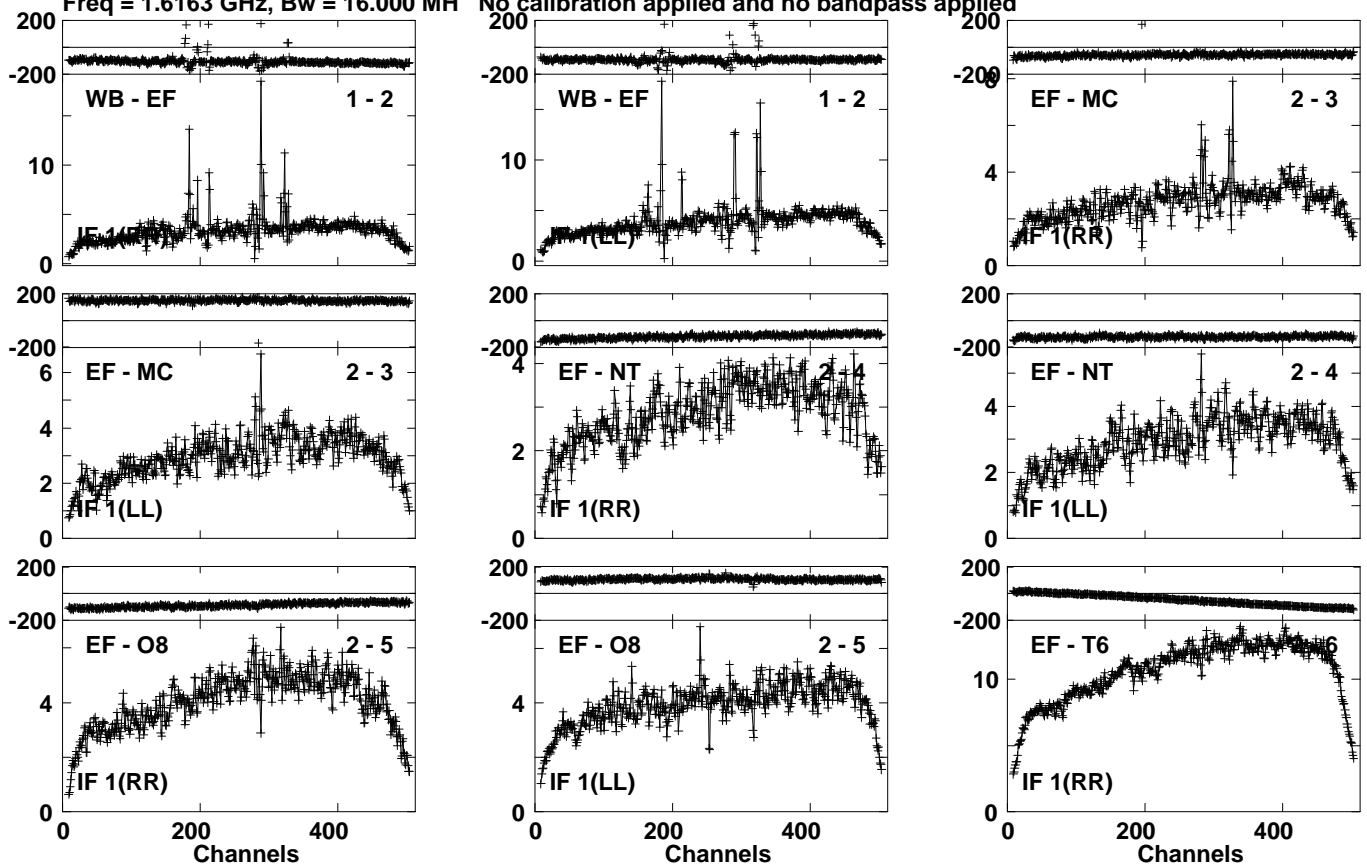 Freq = 1.6163 GHz, Bw = 16.000 MH No calibration applied and no bandpass applied
200 200 200
-200 -200 -200
WB - EF 1 - 2 WB - EF 1 - 2 EF - MC 2 - 3
8
10 10 4
IF 1(LL) IF 1(RR)
0 0 0
200 200 200
-200 -200 -200
EF - MC 2 - 3 EF - NT 2 - 4 EF - NT 2 - 4
6 4
4 4
2 2 2
IF 1(LL) IF 1(RR) IF 1(LL)
0 0 0
200 200 200
-200 -200 -200
EF - O8 2 - 5 EF - O8 2 - 5 EF - T6
10
4 4
IF 1(RR) IF 1(LL) IF 1(RR)
0 0 0
0 200 400 0 200 400 0 200 400
Channels Channels Channels